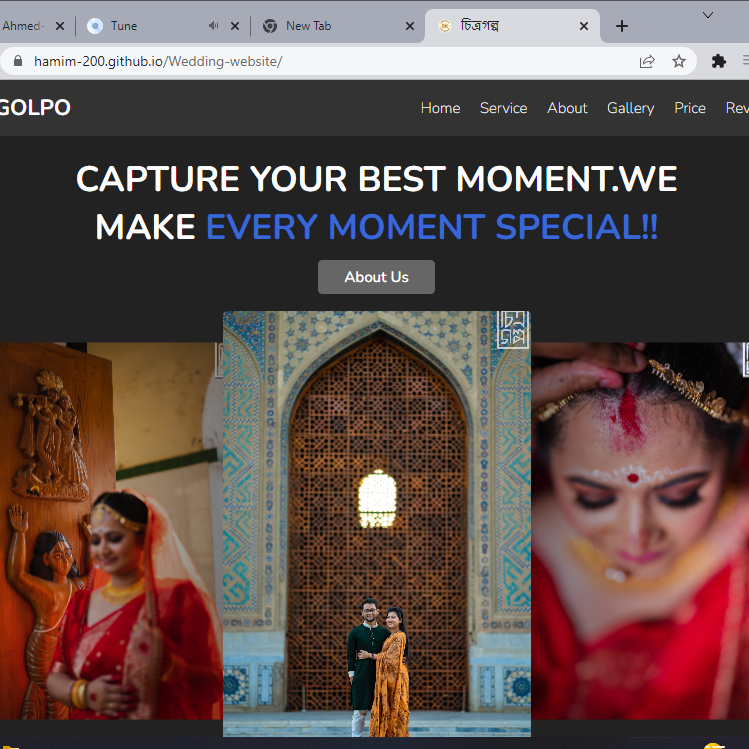 Ahmed-
Tune
New Tab
চিত্রগল্প
hamim-200.github.io/Wedding-website/
GOLPO
Home Service About Gallery Price Rev
CAPTURE YOUR BEST MOMENT.WE
MAKE EVERY MOMENT SPECIAL!!
About Us